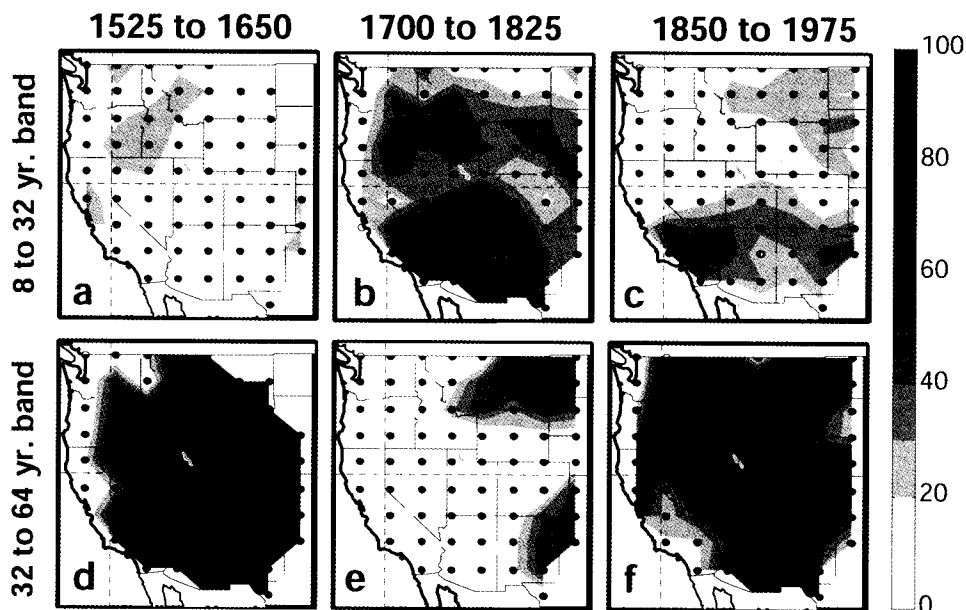 1525 to 1650
1700 to 1825
1850 to 1975
8 to 32 yr. band
a
b
c
100
80
60
40
20
0
32 to 64 yr. band
d
e
f